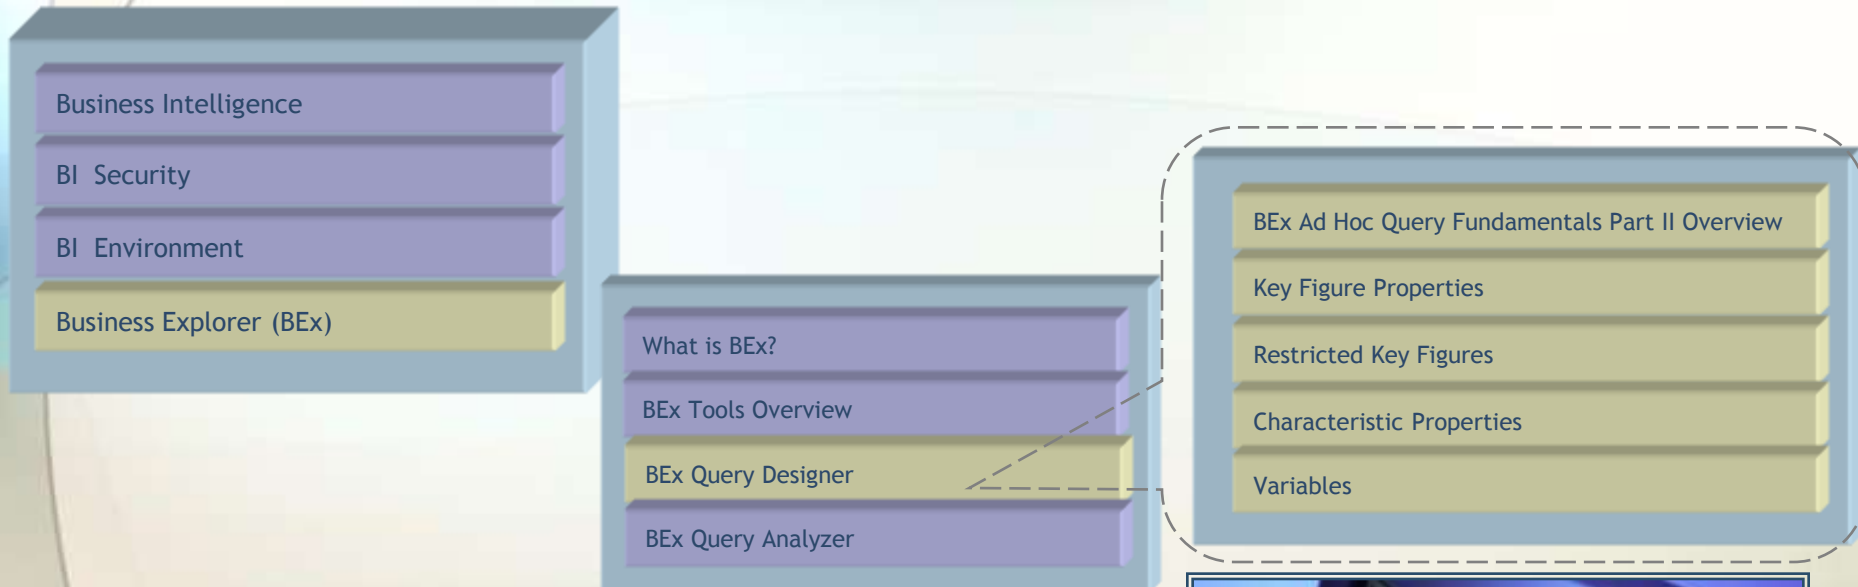 Business Intelligence
BI Security
BI Environment
Business Explorer (BEx)
What is BEx?
BEx Tools Overview
BEx Query Designer
BEx Query Analyzer
BEx Ad Hoc Query Fundamentals Part II Overview
Key Figure Properties
Restricted Key Figures
Characteristic Properties
Variables